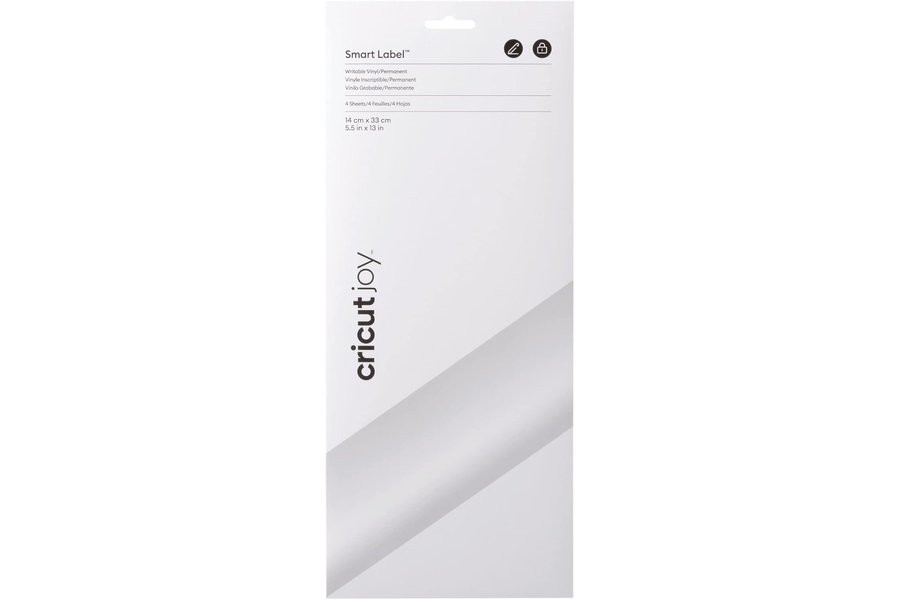 Smart Label™
Writable Vinyl/Permanent
Vinyle Inscriptible/Permanent
Vinilo Grabable/Permanente
4 Sheets/4 Feuilles/4 Hojas
14 cm x 33 cm
5.5 in x 13 in
cricut joy™